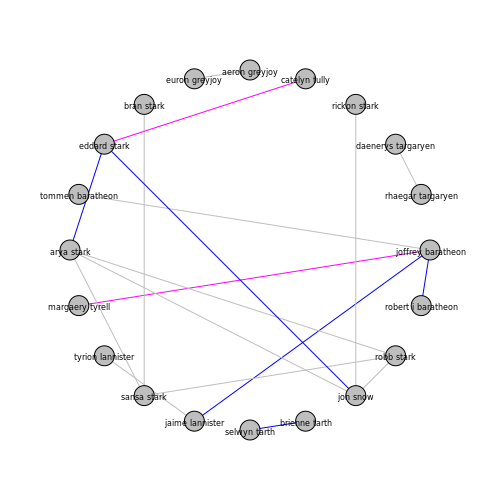 aeron greyjoy
euron greyjoy
catelyn tully
bran stark
rickon stark
eddard stark
daenerys targaryen
tommen baratheon
rhaegar targaryen
arya stark
joffrey baratheon
margaery tyrell
robert i baratheon
tyrion lannister
robb stark
sansa stark
jon snow
jaime lannister
brienne tarth
selwyn tarth